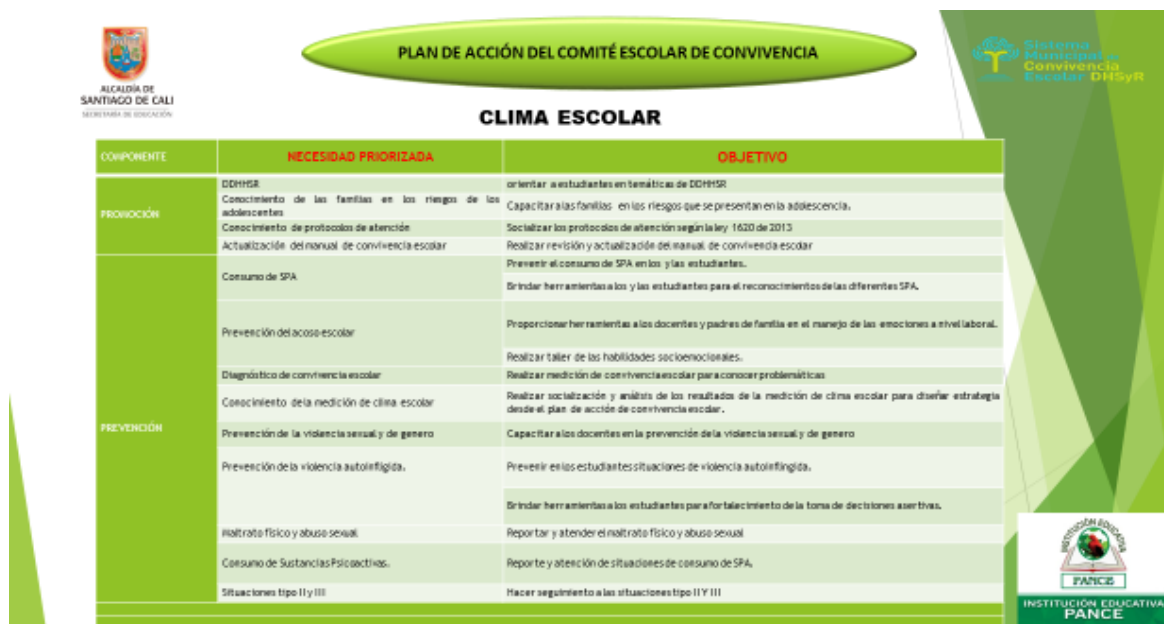 PLAN DE ACCIÓN DEL COMITÉ ESCOLAR DE CONVIVENCIA
ALCALDÍA DE
SANTIAGO DE CALI
SECRETARÍA DE EDUCACIÓN
Sistema
Municipal de
Convivencia
Escolar DHSyR
CLIMA ESCOLAR
COMPONENTE NECESIDAD PRIORIZADA OBJETIVO
PROMOCIÓN
DDHHSR orientar a estudiantes en temáticas de DDHHSR
Conocimiento de las familias en los riesgos de los
adolescentes
Capacitar a las familias en los riesgos que se presentan en la adolescencia.
Conocimiento de protocolos de atención Socializar los protocolos de atención según la ley 1620 de 2013
Actualización del manual de convivencia escolar Realizar revisión y actualización del manual de convivencia escolar
PREVENCIÓN
Consumo de SPA
Prevenir el consumo de SPA en los y las estudiantes.
Brindar herramientas a los y las estudiantes para el reconocimientos de las diferentes SPA.
Prevención del acoso escolar
Proporcionar herramientas a los docentes y padres de familia en el manejo de las emociones a nivel laboral.
Realizar taller de las habilidades socioemocionales.
Diagnóstico de convivencia escolar Realizar medición de convivencia escolar para conocer problemáticas
Conocimiento de la medición de clima escolar
Realizar socialización y análisis de los resultados de la medición de clima escolar para diseñar estrategia
desde el plan de acción de convivencia escolar.
Prevención de la violencia sexual y de genero Capacitar a los docentes en la prevención de la violencia sexual y de genero
Prevención de la violencia autoinfligida. Prevenir en los estudiantes situaciones de violencia autoinflingida.
Brindar herramientas a los estudiantes para fortalecimiento de la toma de decisiones asertivas.
Maltrato físico y abuso sexual Reportar y atender el maltrato físico y abuso sexual
Consumo de Sustancias Psicoactivas. Reporte y atención de situaciones de consumo de SPA.
Situaciones tipo II y III Hacer seguimiento a las situaciones tipo II Y III
INSTITUCIÓN EDUCATIVA
PANCE
INSTITUCIÓN EDUCATIVA
PANCE